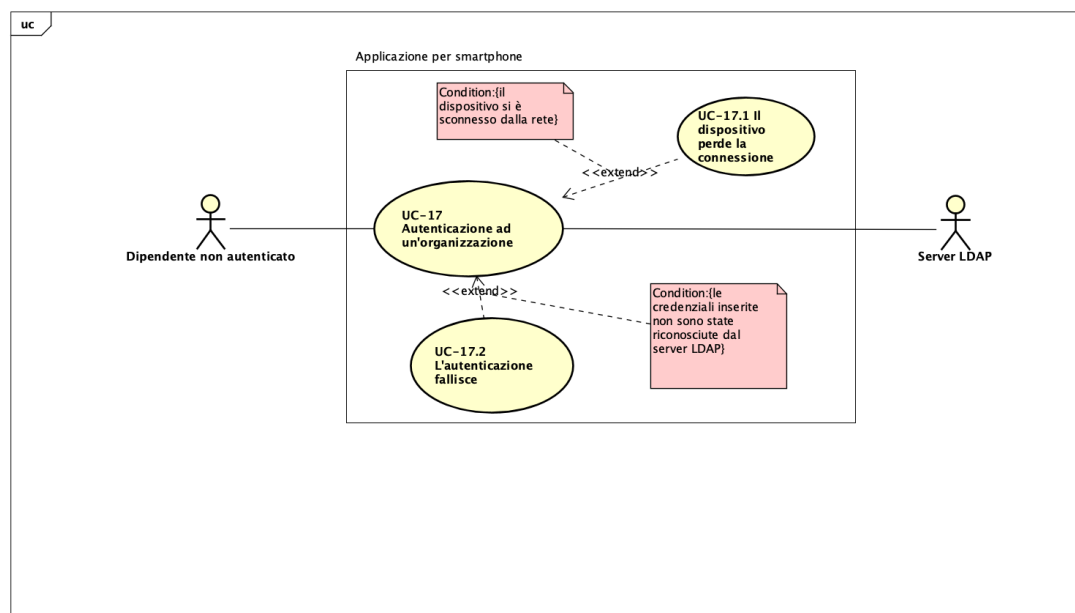 uc
Applicazione per smartphone
Condition:{il
dispositivo si è
sconnesso dalla rete}
UC-17.1 Il
dispositivo
perde la
connessione
<<extend>>
UC-17
Autenticazione ad
un'organizzazione
Dipendente non autenticato
Server LDAP
<<extend>>
Condition:{le
credenziali inserite
non sono state
riconosciute dal
server LDAP}
UC-17.2
L'autenticazione
fallisce